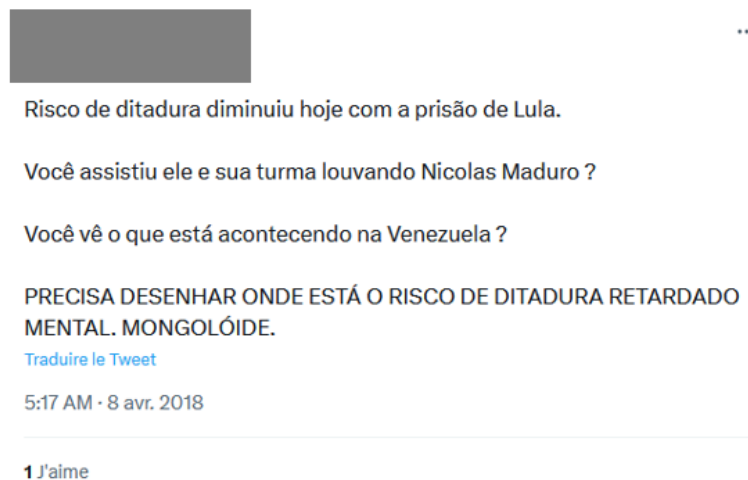 Risco de ditadura diminuiu hoje com a prisão de Lula.
Você assistiu ele e sua turma louvando Nicolas Maduro ?
Você vê o que está acontecendo na Venezuela ?
PRECISA DESENHAR ONDE ESTÁ O RISCO DE DITADURA RETARDADO
MENTAL. MONGOLÓIDE.
Traduire le Tweet
5:17 AM · 8 avr. 2018
1 J'aime